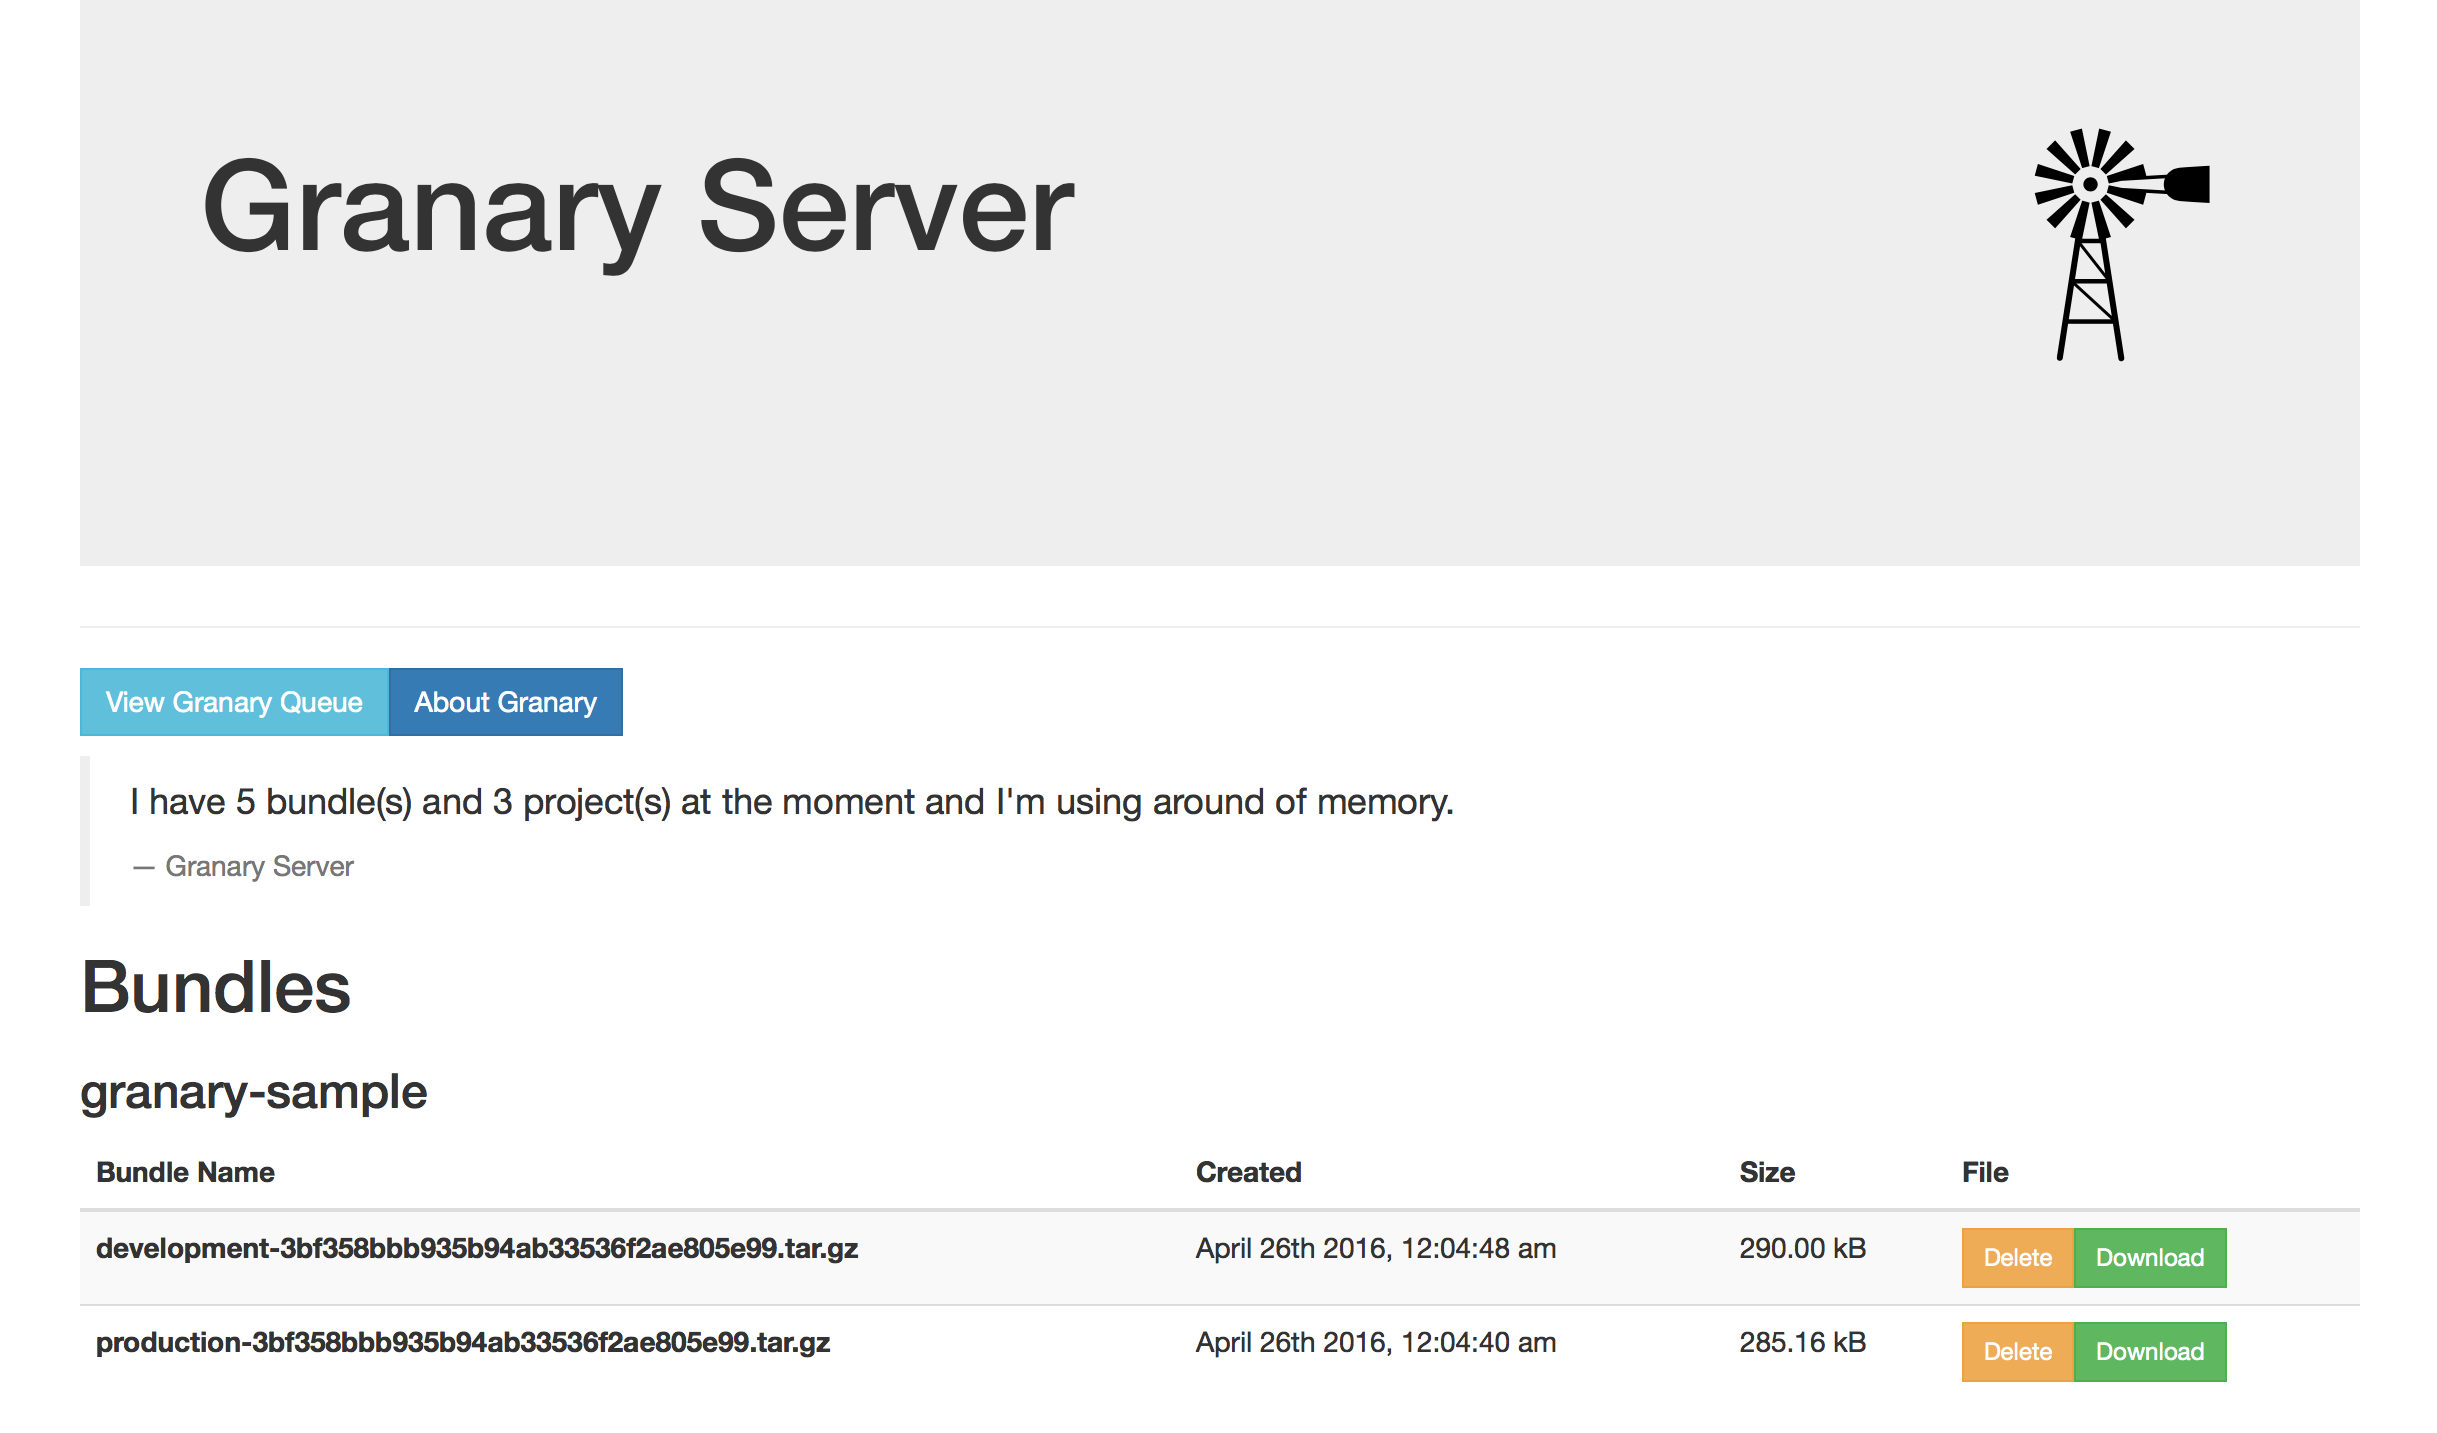 Granary Server
View Granary Queue About Granary
I have 5 bundle(s) and 3 project(s) at the moment and I'm using around of memory.
— Granary Server
Bundles
granary-sample
Bundle Name Created Size File
development-3bf358bbb935b94ab33536f2ae805e99.tar.gz April 26th 2016, 12:04:48 am 290.00 kB Delete Download
production-3bf358bbb935b94ab33536f2ae805e99.tar.gz April 26th 2016, 12:04:40 am 285.16 kB Delete Download